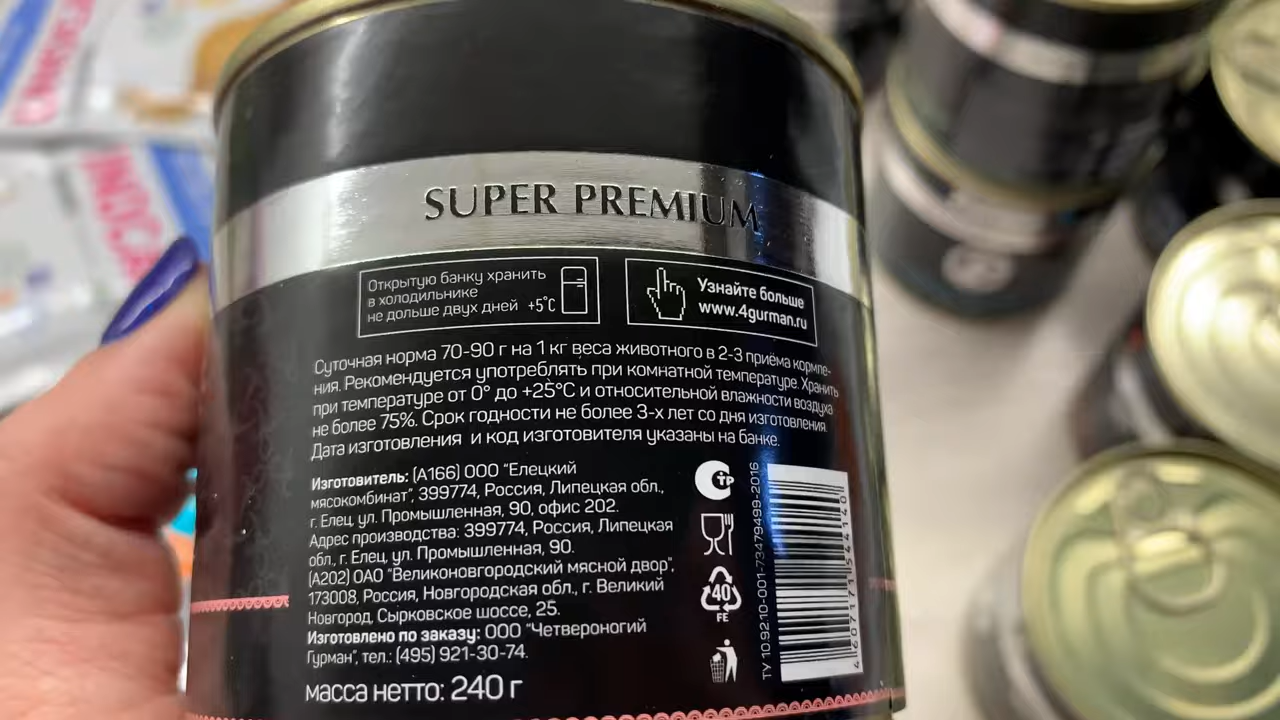 SUPER PREMIUM
Открытую банку хранить
в холодильнике
не дольше двух дней +5°C
Узнайте больше
www.4gurman.ru
Суточная норма 70-90 г на 1 кг веса животного в 2-3 приёма кормле-
ния. Рекомендуется употреблять при комнатной температуре. Хранить
при температуре от 0° до +25°C и относительной влажности воздуха
не более 75%. Срок годности не более 3-х лет со дня изготовления.
Дата изготовления и код изготовителя указаны на банке.
Изготовитель: (А166) ООО "Елецкий
мясокомбинат", 399774, Россия, Липецкая обл.,
г. Елец, ул. Промышленная, 90, офис 202.
Адрес производства: 399774, Россия, Липецкая
обл., г. Елец, ул. Промышленная, 90.
(А202) ОАО "Великоновгородский мясной двор",
173008, Россия, Новгородская обл., г. Великий
Новгород, Сырковское шоссе, 25.
Изготовлено по заказу: ООО "Четвероногий
Гурман", тел.: (495) 921-30-74.
масса нетто: 240 г
СТР
40
FE
ТУ 10.92.10-001-73479499-2016
4 607171 544140